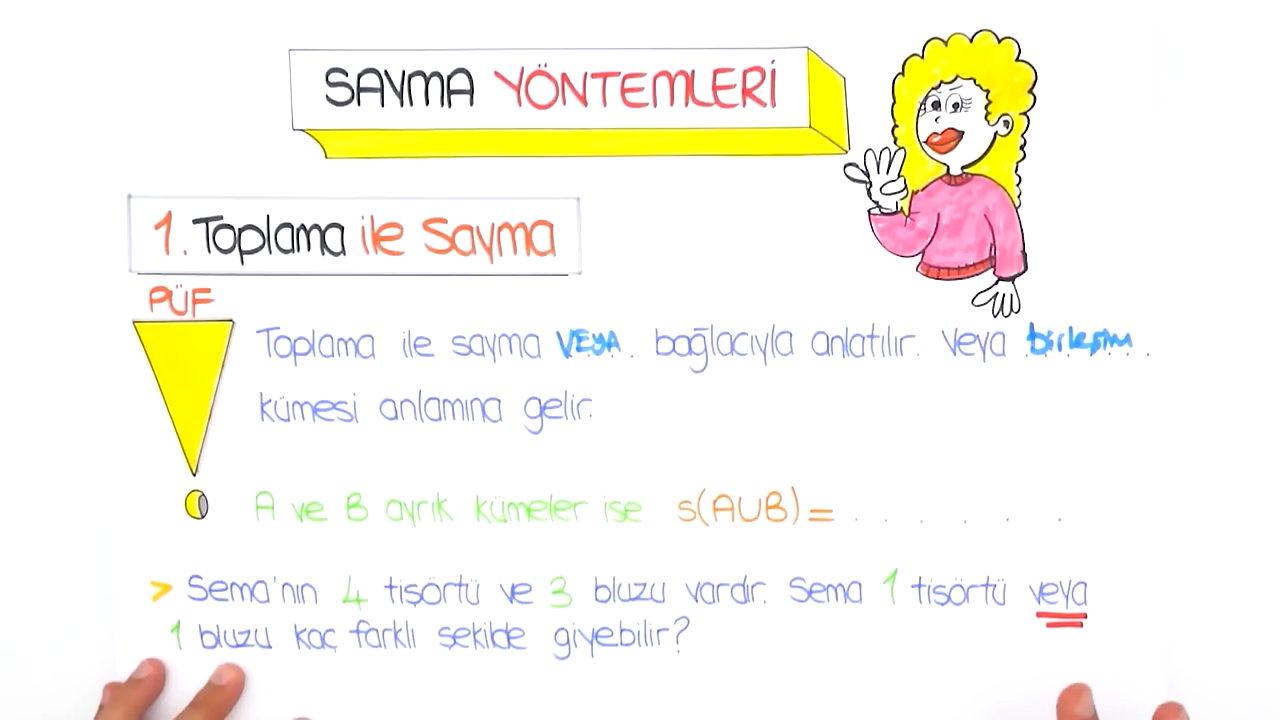 SAYMA YÖNTEMLERİ
1. Toplama ile Sayma
PÜF
Toplama ile sayma VEYA bağlacıyla anlatılır. Veya birleşim
kümesi anlamına gelir.
A ve B ayrık kümeler ise s(AUB) = . . . . . .
> Sema'nın 4 tişörtü ve 3 bluzu vardır. Sema 1 tişörtü veya
1 bluzu kaç farklı şekilde giyebilir?